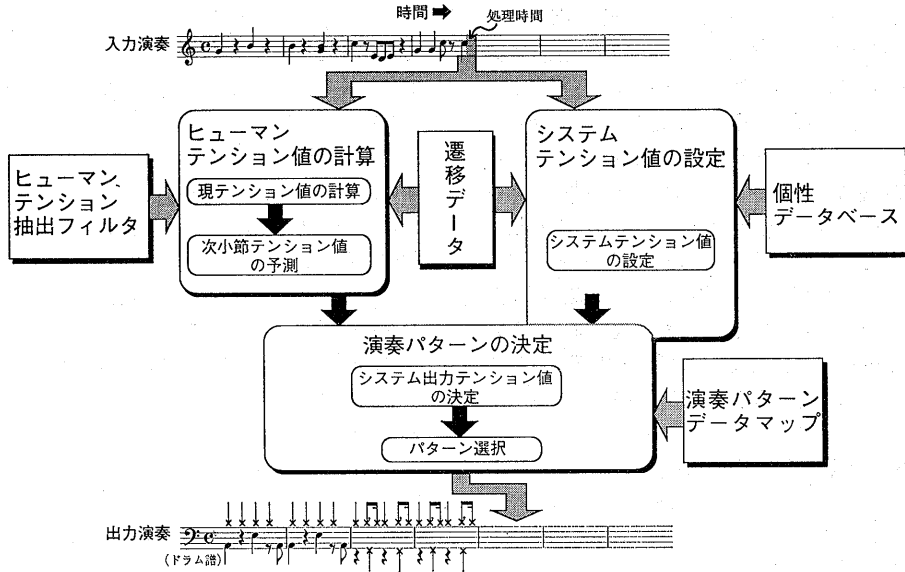 時間
処理時間
入力演奏
ヒューマン
テンション値の計算
システム
テンション値の設定
ヒューマン、
テンション
抽出フィルタ
現テンション値の計算
遷移データ
個性
データベース
次小節テンション値
の予測
システムテンション値
の設定
演奏パターンの決定
システム出力テンション値
の決定
演奏パターン
データマップ
パターン選択
出力演奏
(ドラム譜)